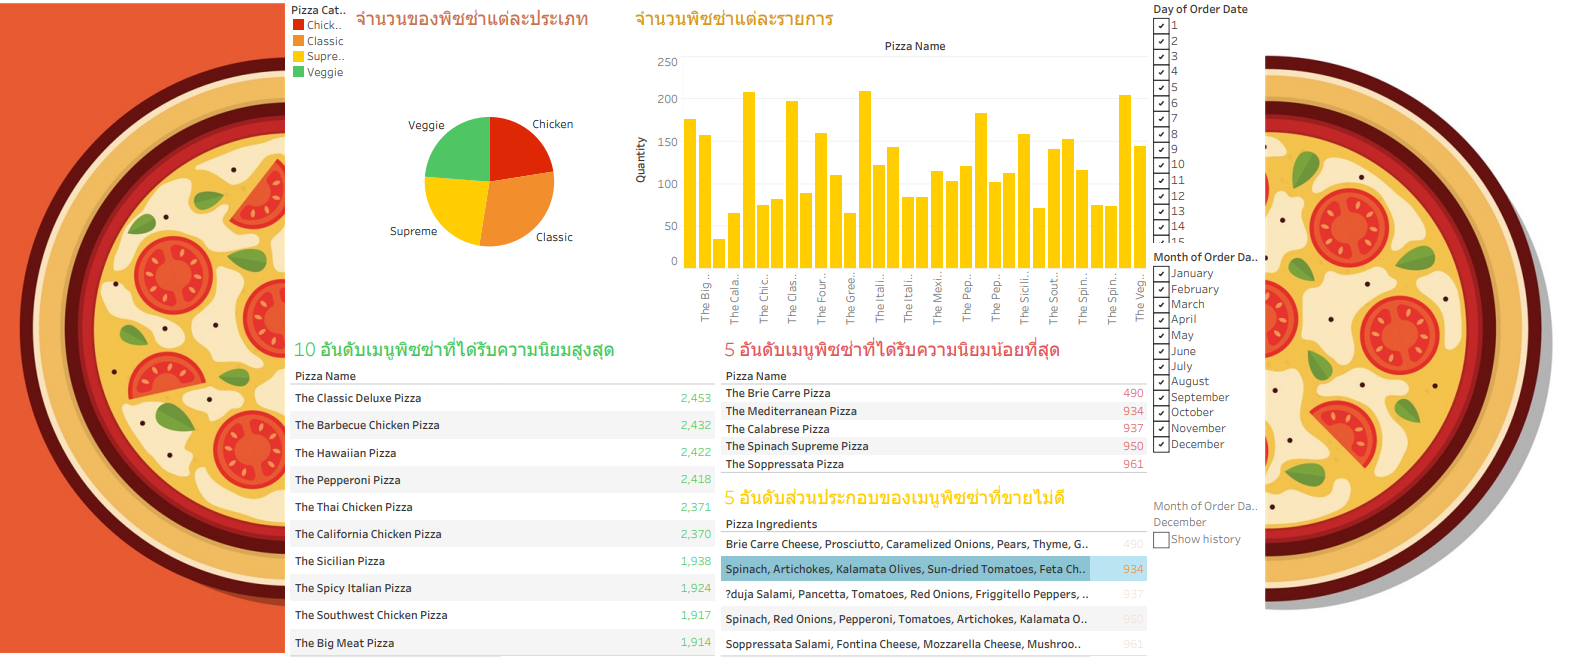 Pizza Cat..
Chick..
Classic
Supre..
Veggie
จำนวนของพิซซ่าแต่ละประเภท
Veggie
Chicken
Supreme
Classic
จำนวนพิซซ่าแต่ละรายการ
Pizza Name
Quantity
250
200
150
100
50
0
The Big ..
The Cala..
The Chic..
The Clas..
The Four..
The Gree..
The Itali..
The Itali..
The Mexi..
The Pep..
The Pep..
The Sicili..
The Sout..
The Spin..
The Spin..
The Veg..
Day of Order Date
1
2
3
4
5
6
7
8
9
10
11
12
13
14
15
Month of Order Da..
January
February
March
April
May
June
July
August
September
October
November
December
Month of Order Da..
December
Show history
10 อันดับเมนูพิซซ่าที่ได้รับความนิยมสูงสุด
Pizza Name
The Classic Deluxe Pizza 2,453
The Barbecue Chicken Pizza 2,432
The Hawaiian Pizza 2,422
The Pepperoni Pizza 2,418
The Thai Chicken Pizza 2,371
The California Chicken Pizza 2,370
The Sicilian Pizza 1,938
The Spicy Italian Pizza 1,924
The Southwest Chicken Pizza 1,917
The Big Meat Pizza 1,914
5 อันดับเมนูพิซซ่าที่ได้รับความนิยมน้อยที่สุด
Pizza Name
The Brie Carre Pizza 490
The Mediterranean Pizza 934
The Calabrese Pizza 937
The Spinach Supreme Pizza 950
The Soppressata Pizza 961
5 อันดับส่วนประกอบของเมนูพิซซ่าที่ขายไม่ดี
Pizza Ingredients
Brie Carre Cheese, Prosciutto, Caramelized Onions, Pears, Thyme, G.. 490
Spinach, Artichokes, Kalamata Olives, Sun-dried Tomatoes, Feta Ch.. 934
?duja Salami, Pancetta, Tomatoes, Red Onions, Friggitello Peppers, .. 937
Spinach, Red Onions, Pepperoni, Tomatoes, Artichokes, Kalamata O.. 950
Soppressata Salami, Fontina Cheese, Mozzarella Cheese, Mushroo.. 961